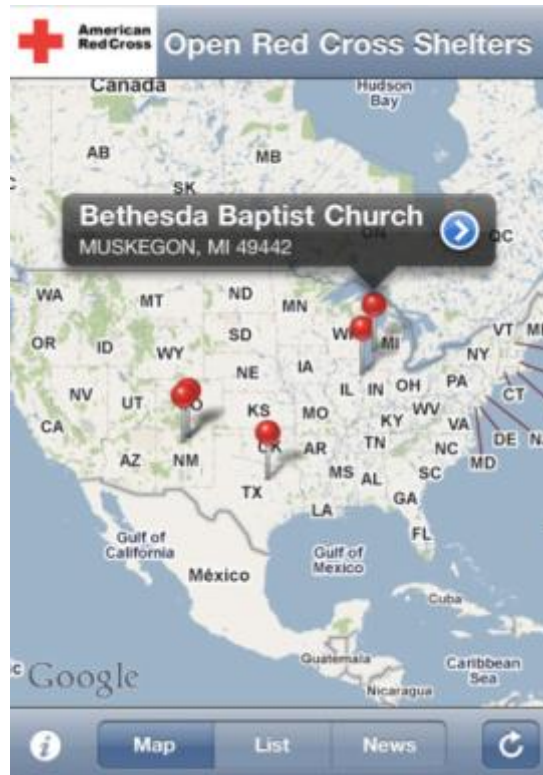 American
Red Cross
Open Red Cross Shelters
Canada
Hudson
Bay
AB
MB
SK
Bethesda Baptist Church
MUSKEGON, MI 49442
ON
QC
WA
MT
ND
MN
OR
ID
WY
SD
WI
MI
VT
NE
IA
NY
NV
UT
IL
IN
OH
PA
CT
CA
KS
MO
KY
WV
VA
OK
DE
AZ
NM
AR
TN
NC
MD
TX
MS
AL
SC
GA
LA
FL
Gulf of
California
Gulf of
Mexico
México
Cuba
Guatemala
Caribbean
Sea
Nicaragua
Google
Map
List
News